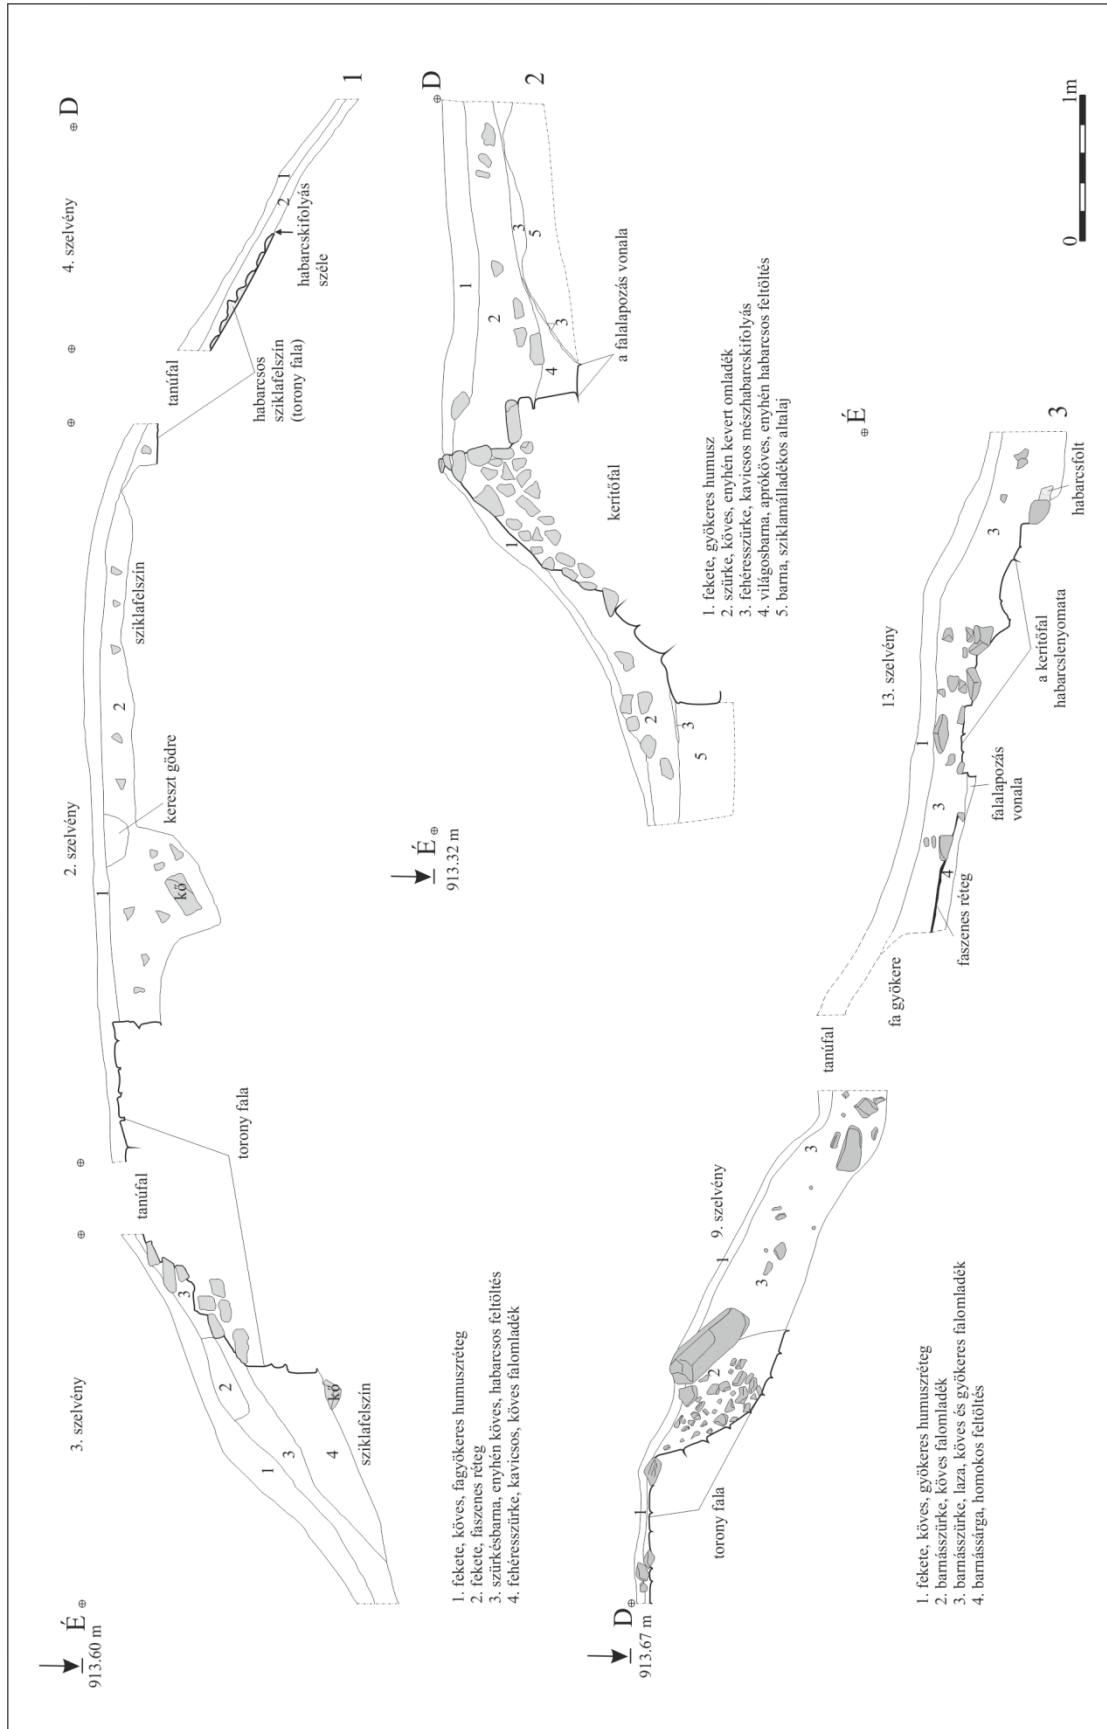 É
913.60 m
3. szelvény
tanúfal
2. szelvény
tanúfal
4. szelvény
D
1
1
2
3
4
kő
sziklafelszín
torony fala
1
kő
kereszt gödre
2
sziklafelszín
habarcsos
sziklafelszín
(torony fala)
2
1
habarcskifolyás
széle
1. fekete, köves, fagyökeres humuszréteg
2. fekete, faszenes réteg
3. szürkésbarna, enyhén köves, habarcsos feltöltés
4. fehéresszürke, kavicsos, köves falomladék
É
913.32 m
D
2
2
3
5
1
kerítőfal
1
2
4
3
3
5
a falalapozás vonala
1. fekete, gyökeres humusz
2. szürke, köves, enyhén kevert omladék
3. fehéresszürke, kavicsos mészhabarcskifolyás
4. világosbarna, apróköves, enyhén habarcsos feltöltés
5. barna, sziklamálladékos altalaj
D
913.67 m
9. szelvény
tanúfal
13. szelvény
É
3
1
torony fala
2
1
3
3
fa gyökere
faszenes réteg
4
3
1
falalapozás
vonala
a kerítőfal
habarcslenyomata
3
habarcsfolt
1. fekete, köves, gyökeres humuszréteg
2. barnásszürke, köves falomladék
3. barnásszürke, laza, köves és gyökeres falomladék
4. barnássárga, homokos feltöltés
0
1m